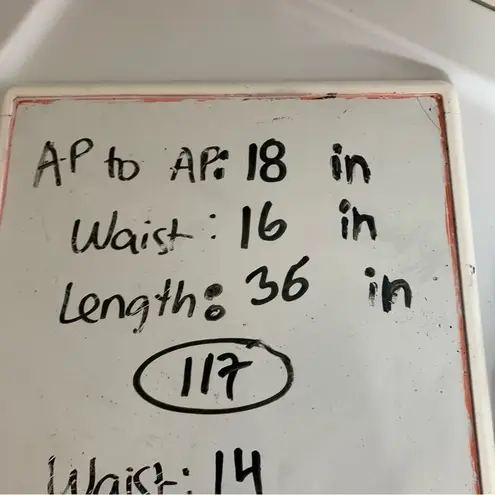 AP to AP: 18 in
Waist: 16 in
Length: 36 in
117
Waist: 14